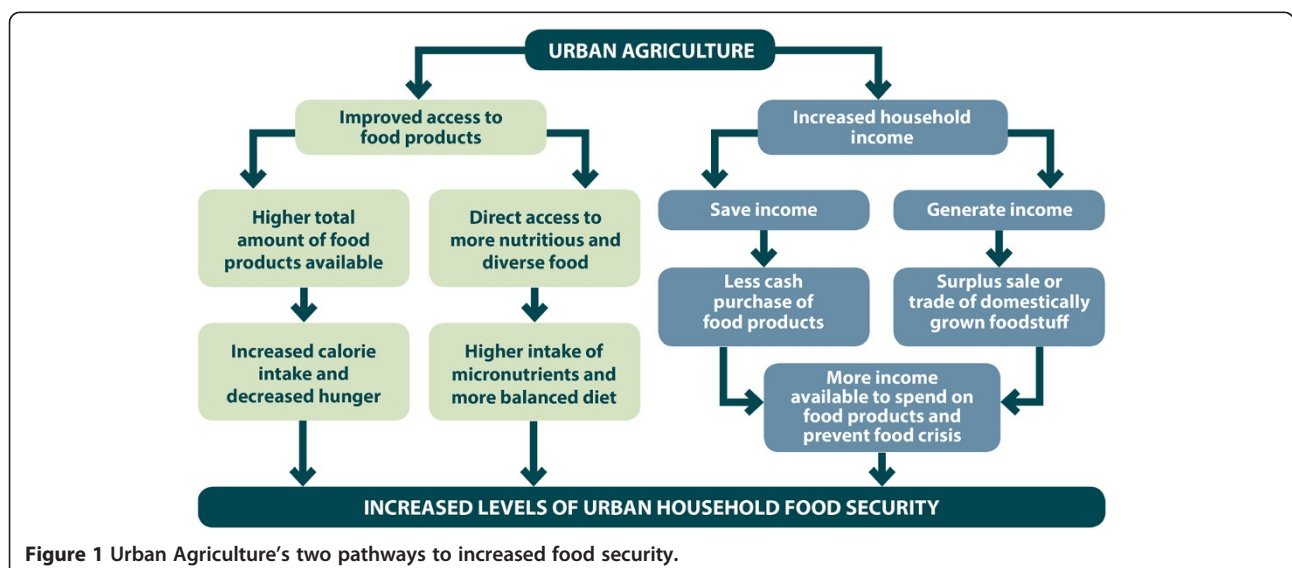 URBAN AGRICULTURE
Improved access to
food products
Increased household
income
Higher total
amount of food
products available
Direct access to
more nutritious and
diverse food
Save income
Generate income
Less cash
purchase of
food products
Surplus sale or
trade of domestically
grown foodstuff
Increased calorie
intake and
decreased hunger
Higher intake of
micronutrients and
more balanced diet
More income
available to spend on
food products and
prevent food crisis
INCREASED LEVELS OF URBAN HOUSEHOLD FOOD SECURITY
Figure 1 Urban Agriculture's two pathways to increased food security.